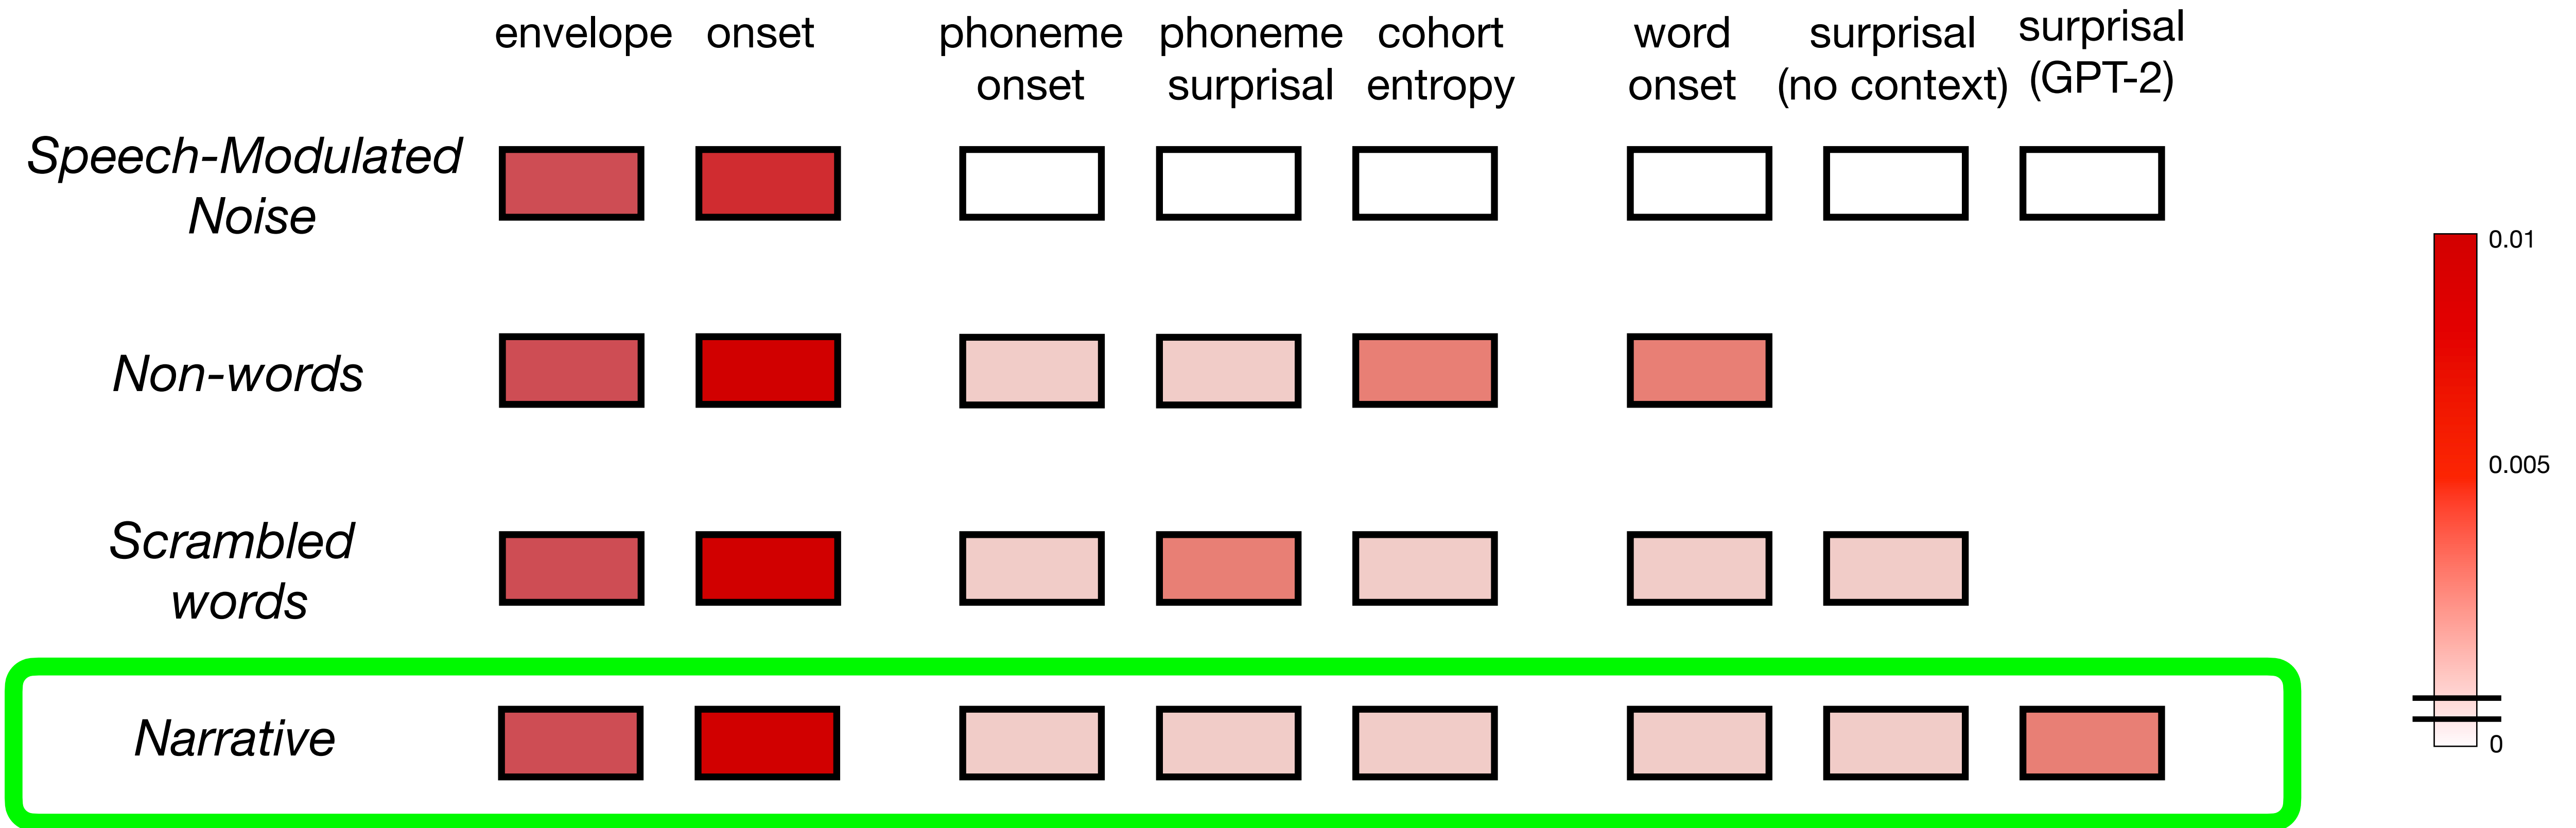 envelope onset phoneme phoneme cohort word surprisal surprisal
onset surprisal entropy onset (no context) (GPT-2)
Speech-Modulated
Noise
0.01
Non-words
0.005
Scrambled
words
Narrative
0